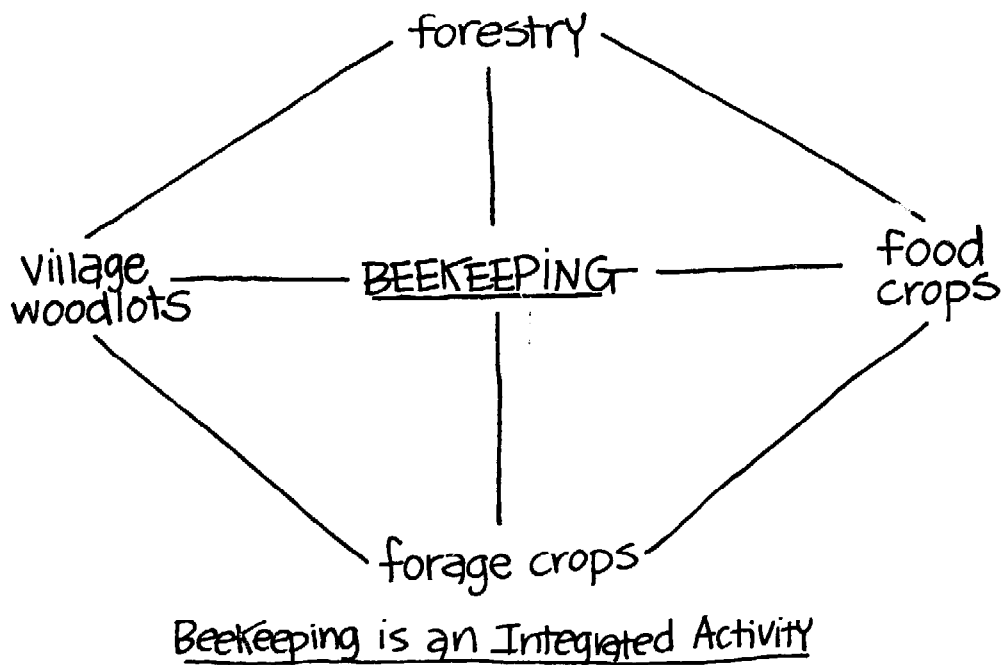 forestry
village
woodlots
BEEKEEPING
food
crops
forage crops
Beekeeping is an Integrated Activity